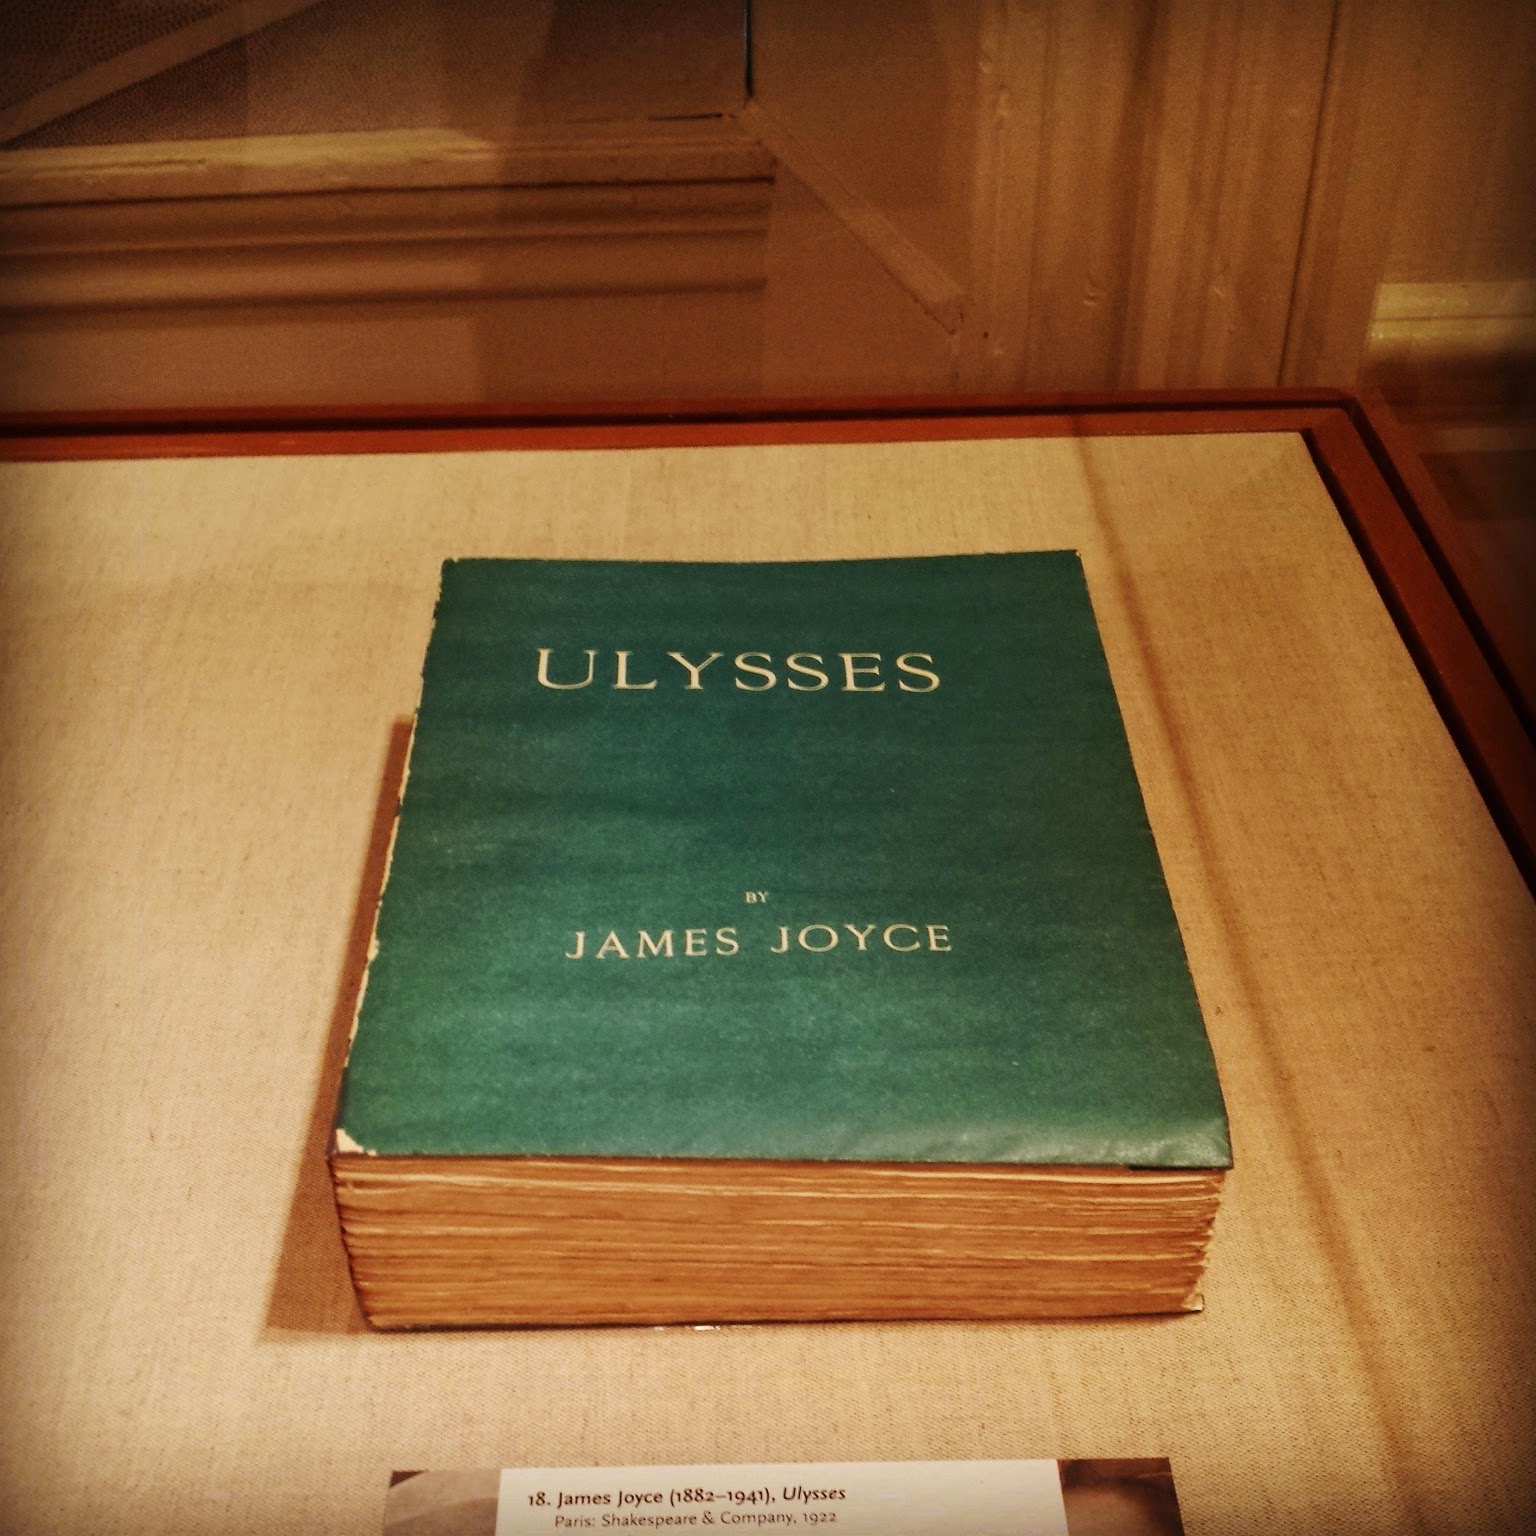 ULYSSES
BY
JAMES JOYCE
18. James Joyce (1882–1941), Ulysses
Paris: Shakespeare & Company, 1922